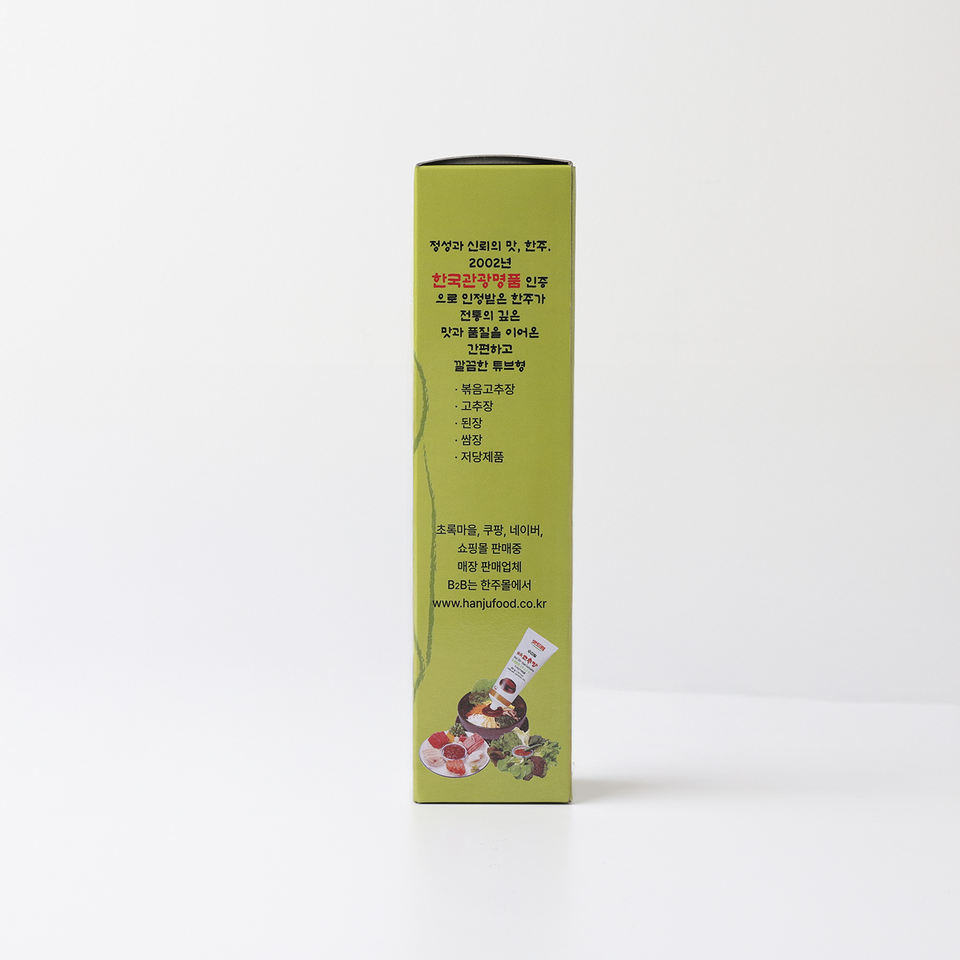 정성과 신뢰의 맛, 한주.
2002년
한국관광명품 인증
으로 인정받은 한주가
전통의 깊은
맛과 품질을 이어온
간편하고
깔끔한 튜브형
· 볶음고추장
· 고추장
· 된장
· 쌈장
· 저당제품
초록마을, 쿠팡, 네이버,
쇼핑몰 판매중
매장 판매업체
B2B는 한주몰에서
www.hanjufood.co.kr
고추장